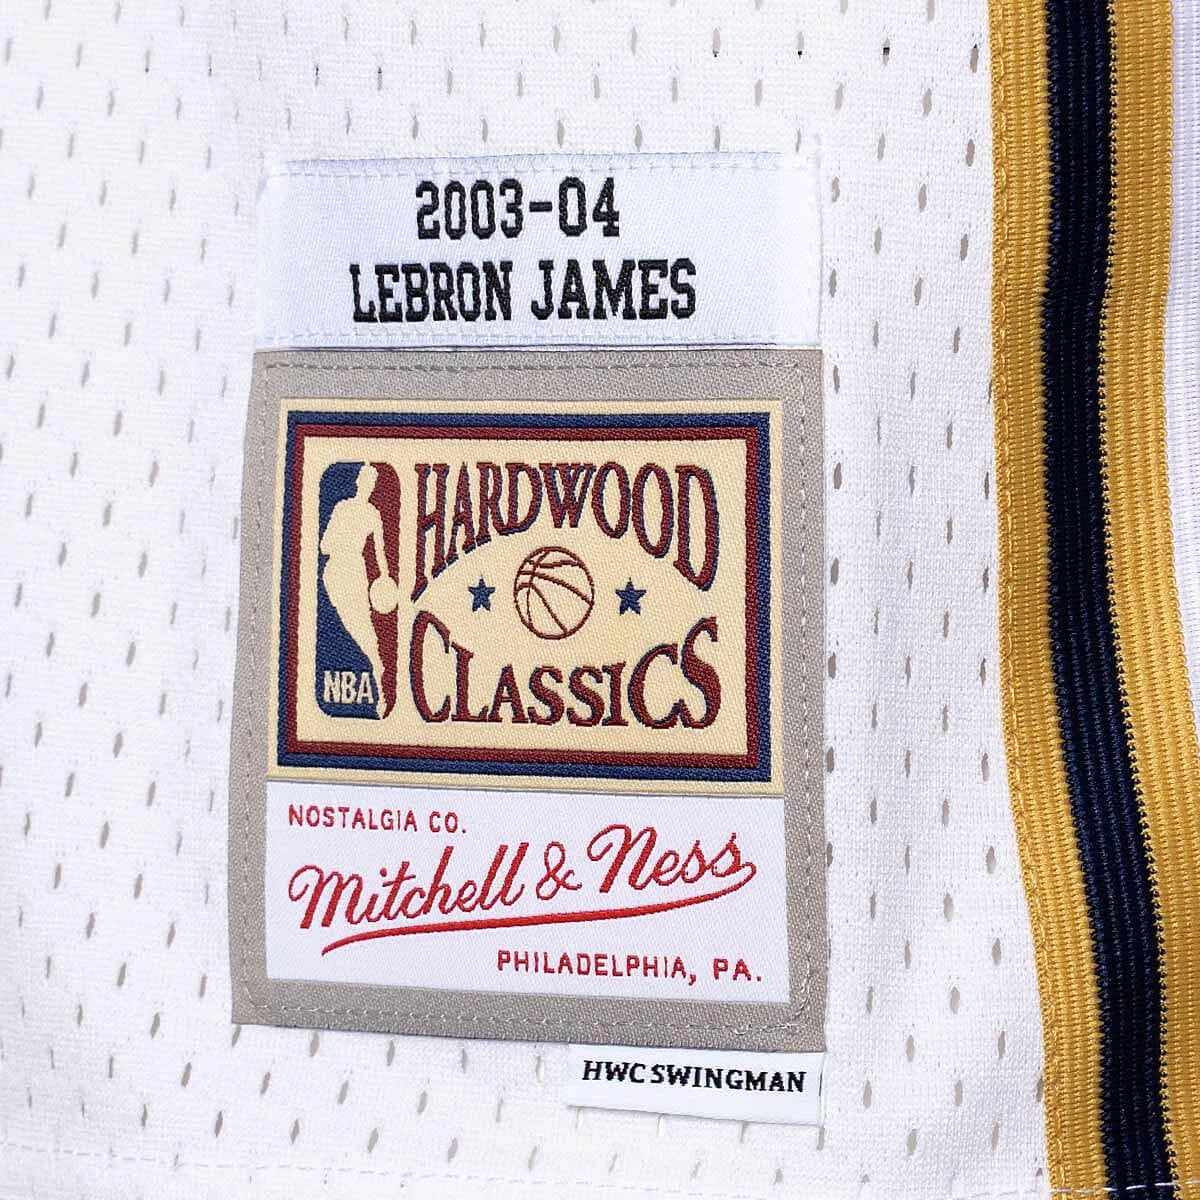 2003-04
LEBRON JAMES
HARDWOOD
CLASSICS
NBA
NOSTALGIA CO.
Mitchell & Ness
PHILADELPHIA, PA.
HWC SWINGMAN